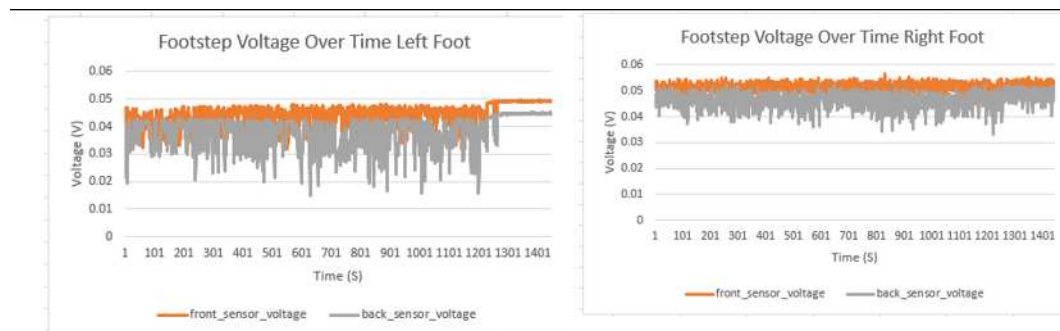 Footstep Voltage Over Time Left Foot
0.06
0.05
0.04
0.03
0.02
0.01
0
Voltage (V)
1 101 201 301 401 501 601 701 801 901 1001 1101 1201 1301 1401
Time (S)
front_sensor_voltage back_sensor_voltage
Footstep Voltage Over Time Right Foot
0.06
0.05
0.04
0.03
0.02
0.01
0
Voltage (V)
1 101 201 301 401 501 601 701 801 901 1001 1101 1201 1301 1401
Time (S)
front_sensor_voltage back_sensor_voltage